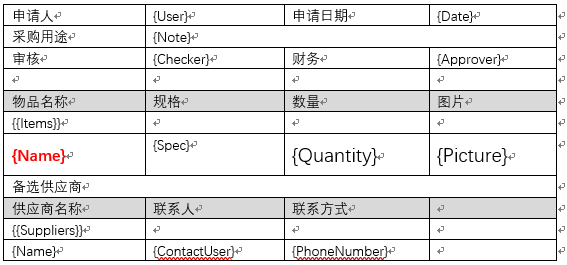 申请人 {User} 申请日期 {Date}
采购用途 {Note}
审核 {Checker} 财务 {Approver}
物品名称 规格 数量 图片
{{Items}}
{Name} {Spec} {Quantity} {Picture}
备选供应商
供应商名称 联系人 联系方式
{{Suppliers}}
{Name} {ContactUser} {PhoneNumber}